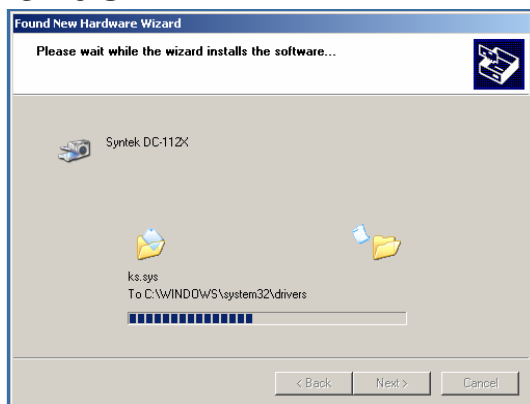 Found New Hardware Wizard
Please wait while the wizard installs the software...
Syntek DC-112X
ks.sys
To C:\WINDOWS\system32\drivers
< Back Next > Cancel